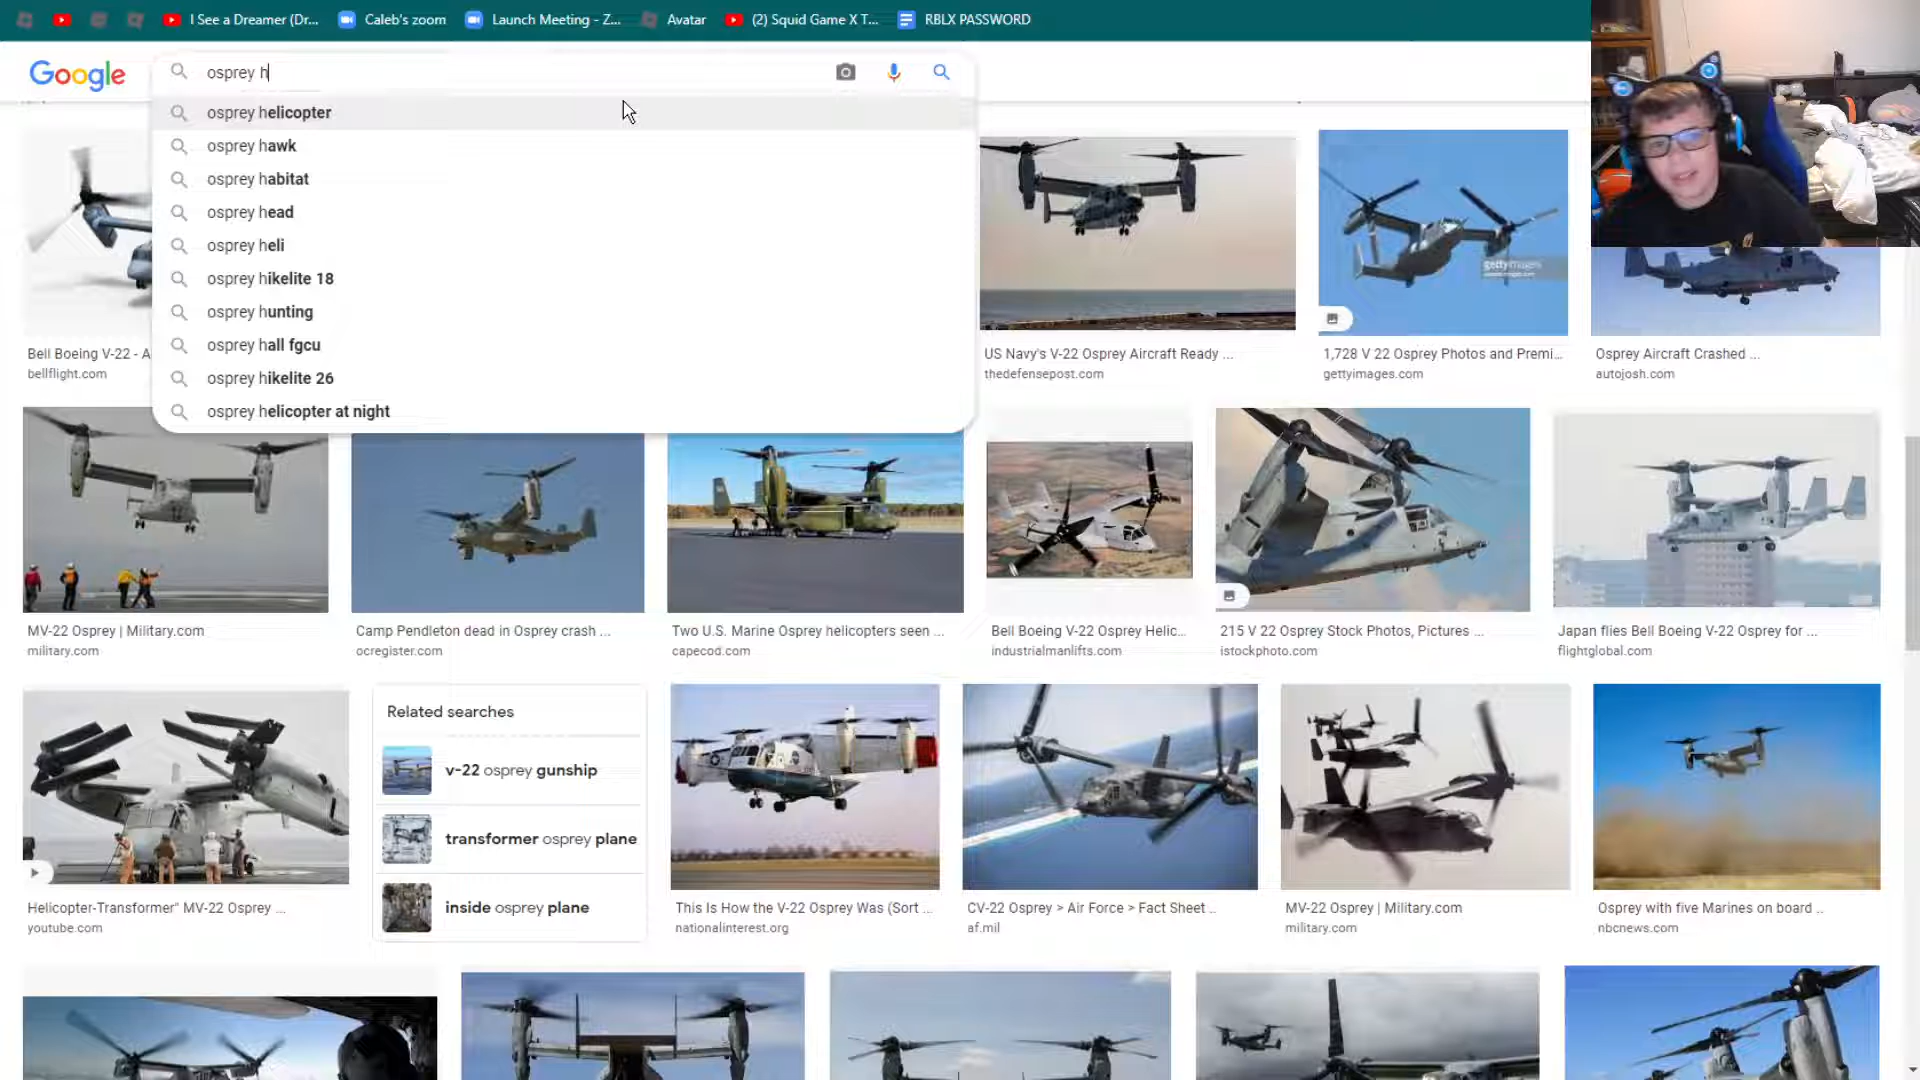 I See a Dreamer (Dr...
Caleb's zoom
Launch Meeting - Z...
Avatar
(2) Squid Game X T...
RBLX PASSWORD
Google
osprey h
osprey helicopter
osprey hawk
osprey habitat
osprey head
osprey heli
osprey hikelite 18
osprey hunting
osprey hall fgcu
osprey hikelite 26
osprey helicopter at night
gettyimages
Bell Boeing V-22 - A
bellflight.com
US Navy's V-22 Osprey Aircraft Ready ...
thedefensepost.com
1,728 V 22 Osprey Photos and Premi...
gettyimages.com
Osprey Aircraft Crashed ...
autojosh.com
MV-22 Osprey | Military.com
military.com
Camp Pendleton dead in Osprey crash ...
ocregister.com
Two U.S. Marine Osprey helicopters seen ...
capecod.com
Bell Boeing V-22 Osprey Helic...
industrialmanlifts.com
215 V 22 Osprey Stock Photos, Pictures ...
istockphoto.com
Japan flies Bell Boeing V-22 Osprey for ...
flightglobal.com
Related searches
v-22 osprey gunship
transformer osprey plane
inside osprey plane
Helicopter-Transformer" MV-22 Osprey ...
youtube.com
This Is How the V-22 Osprey Was (Sort ...
nationalinterest.org
CV-22 Osprey > Air Force > Fact Sheet ..
af.mil
MV-22 Osprey | Military.com
military.com
Osprey with five Marines on board ..
nbcnews.com